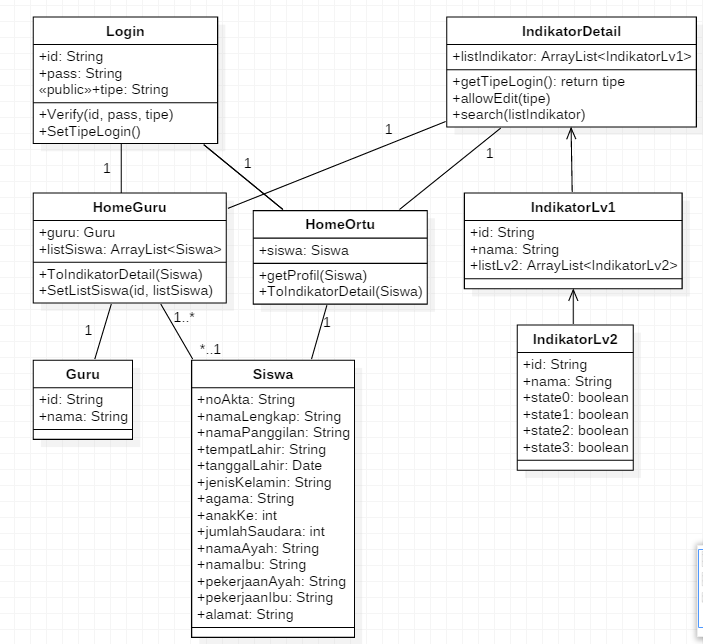 Login
+id: String
+pass: String
«public»+tipe: String
+Verify(id, pass, tipe)
+SetTipeLogin()
IndikatorDetail
+listIndikator: ArrayList<IndikatorLv1>
+getTipeLogin(): return tipe
+allowEdit(tipe)
+search(listIndikator)
1
1
1
1
HomeGuru
+guru: Guru
+listSiswa: ArrayList<Siswa>
+ToIndikatorDetail(Siswa)
+SetListSiswa(id, listSiswa)
HomeOrtu
+siswa: Siswa
+getProfil(Siswa)
+ToIndikatorDetail(Siswa)
IndikatorLv1
+id: String
+nama: String
+listLv2: ArrayList<IndikatorLv2>
1
1..*
*..1
1
Guru
+id: String
+nama: String
Siswa
+noAkta: String
+namaLengkap: String
+namaPanggilan: String
+tempatLahir: String
+tanggalLahir: Date
+jenisKelamin: String
+agama: String
+anakKe: int
+jumlahSaudara: int
+namaAyah: String
+namaIbu: String
+pekerjaanAyah: String
+pekerjaanIbu: String
+alamat: String
IndikatorLv2
+id: String
+nama: String
+state0: boolean
+state1: boolean
+state2: boolean
+state3: boolean